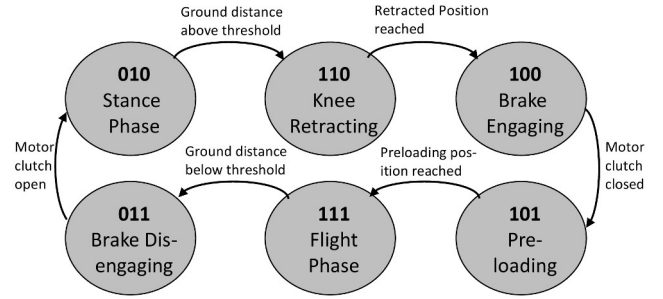 Ground distance
above threshold
Retracted Position
reached
010
Stance
Phase
110
Knee
Retracting
100
Brake
Engaging
Motor
clutch
open
Ground distance
below threshold
Preloading pos-
ition reached
Motor
clutch
closed
011
Brake Dis-
engaging
111
Flight
Phase
101
Pre-
loading